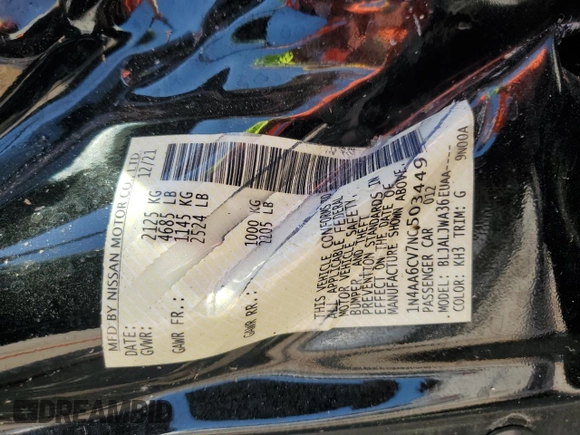 MFD BY NISSAN MOTOR CO., LTD
DATE: 12/21
GVWR: 2125 KG
4685 LB
GAWR FR.: 1145 KG
2524 LB
GAWR RR.: 1000 KG
2205 LB
THIS VEHICLE CONFORMS TO
ALL APPLICABLE FEDERAL
MOTOR VEHICLE SAFETY,
BUMPER, AND THEFT
PREVENTION STANDARDS IN
EFFECT ON THE DATE OF
MANUFACTURE SHOWN ABOVE.
1N4AA6CV7NC503449
PASSENGER CAR 012
MODEL: BLJALJWA36EUAA-----
COLOR: KH3 TRIM: G 9N00A
DREAMBID